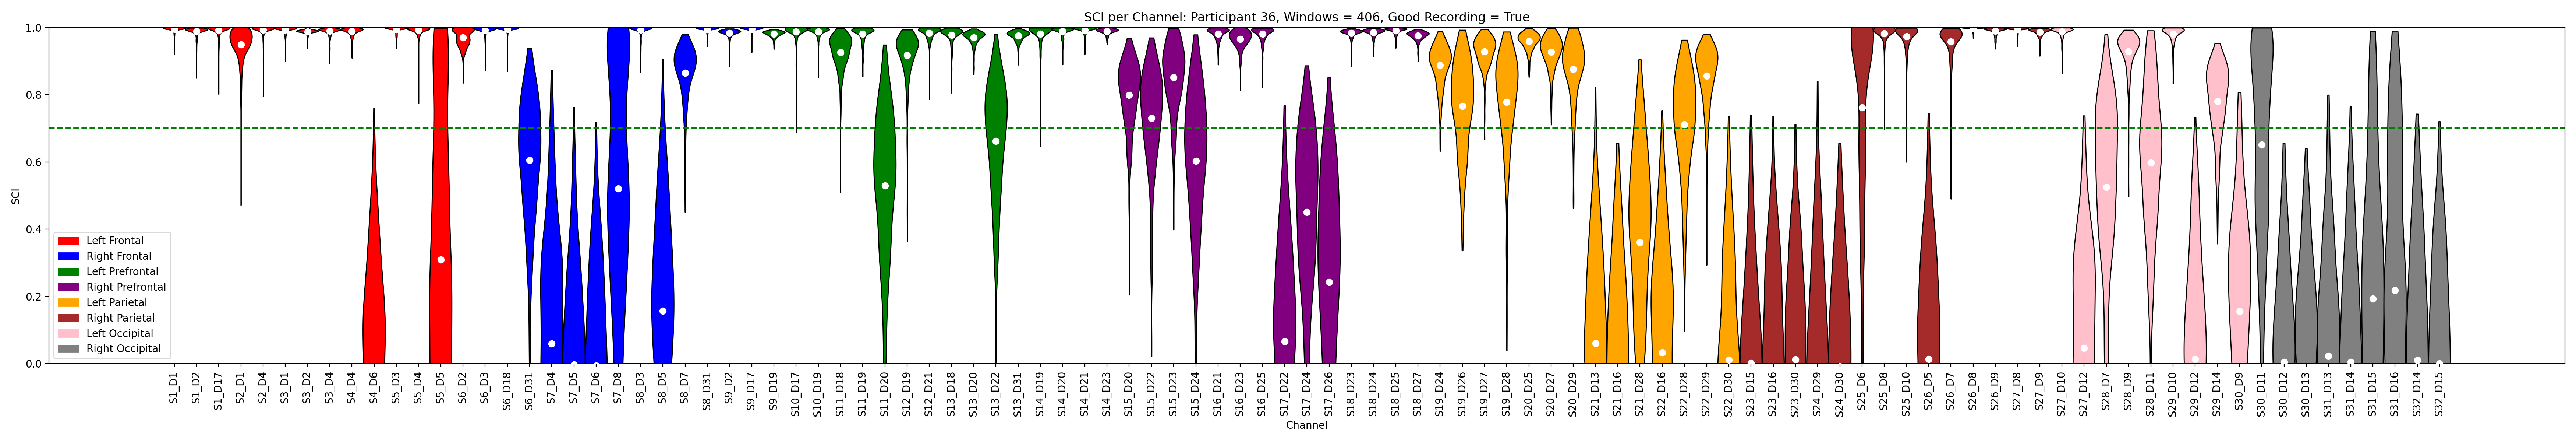 SCI per Channel: Participant 36, Windows = 406, Good Recording = True
1.0
0.8
0.6
0.4
0.2
0.0
SCI
Left Frontal
Right Frontal
Left Prefrontal
Right Prefrontal
Left Parietal
Right Parietal
Left Occipital
Right Occipital
S1_D1
S1_D2
S1_D17
S2_D1
S2_D4
S3_D1
S3_D2
S3_D4
S4_D4
S4_D6
S5_D3
S5_D4
S5_D5
S6_D2
S6_D3
S6_D18
S6_D31
S7_D4
S7_D5
S7_D6
S7_D8
S8_D3
S8_D5
S8_D7
S8_D31
S9_D2
S9_D17
S9_D19
S10_D17
S10_D19
S11_D18
S11_D19
S11_D20
S12_D19
S12_D21
S13_D18
S13_D20
S13_D22
S13_D31
S14_D19
S14_D20
S14_D21
S14_D23
S15_D20
S15_D22
S15_D23
S15_D24
S16_D21
S16_D23
S16_D25
S17_D22
S17_D24
S17_D26
S18_D23
S18_D24
S18_D25
S18_D27
S19_D24
S19_D26
S19_D27
S19_D28
S20_D25
S20_D27
S20_D29
S21_D13
S21_D16
S21_D28
S22_D16
S22_D28
S22_D29
S22_D30
S23_D15
S23_D16
S23_D30
S24_D29
S24_D30
S25_D6
S25_D8
S25_D10
S26_D5
S26_D7
S26_D8
S26_D9
S27_D8
S27_D9
S27_D10
S27_D12
S28_D7
S28_D9
S28_D11
S29_D10
S29_D12
S29_D14
S30_D9
S30_D11
S30_D12
S30_D13
S31_D13
S31_D14
S31_D15
S31_D16
S32_D14
S32_D15
Channel